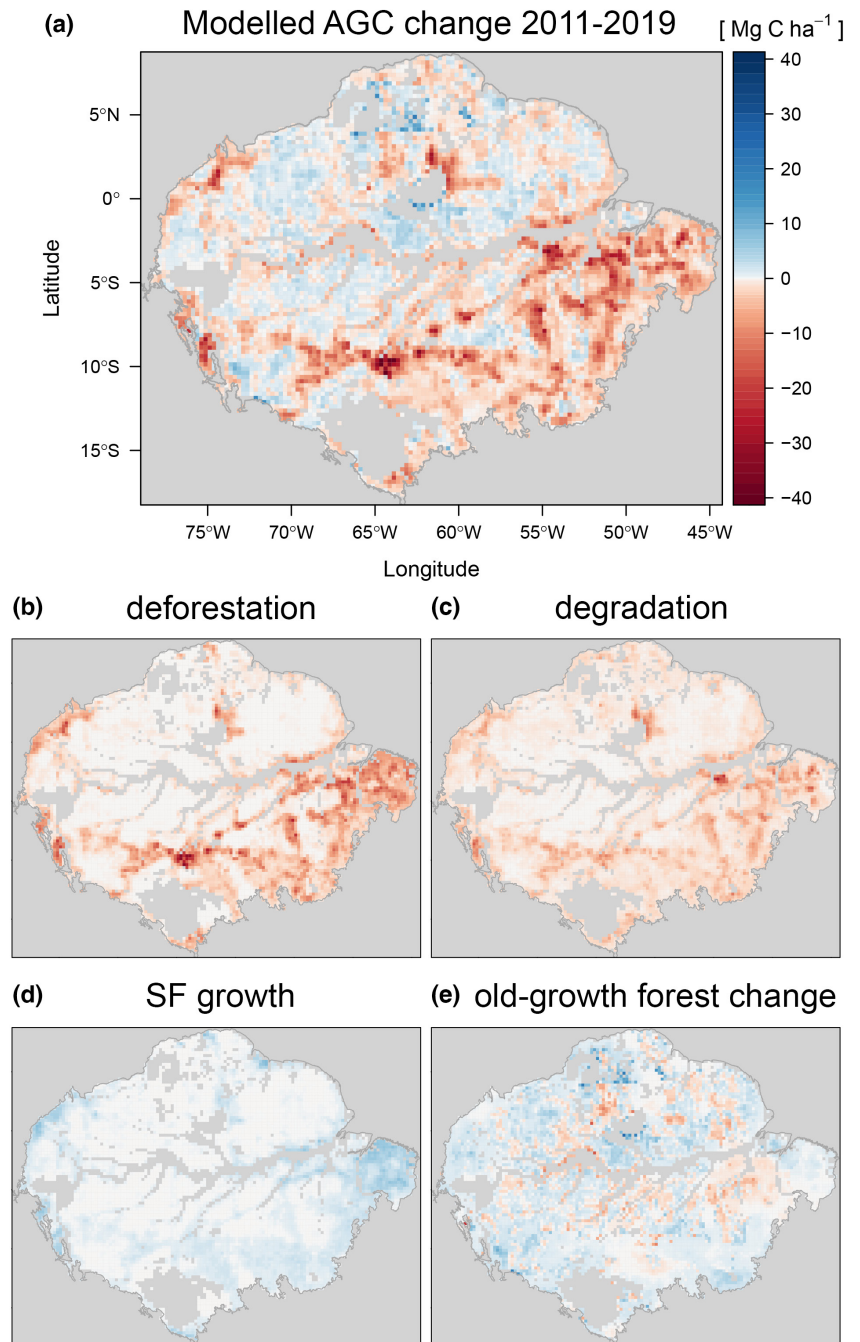 (a) Modelled AGC change 2011-2019 [ Mg C ha⁻¹ ]
40
30
20
10
0
−10
−20
−30
−40
5°N
0°
5°S
10°S
15°S
Latitude
75°W 70°W 65°W 60°W 55°W 50°W 45°W
Longitude
(b) deforestation
(c) degradation
(d) SF growth
(e) old-growth forest change